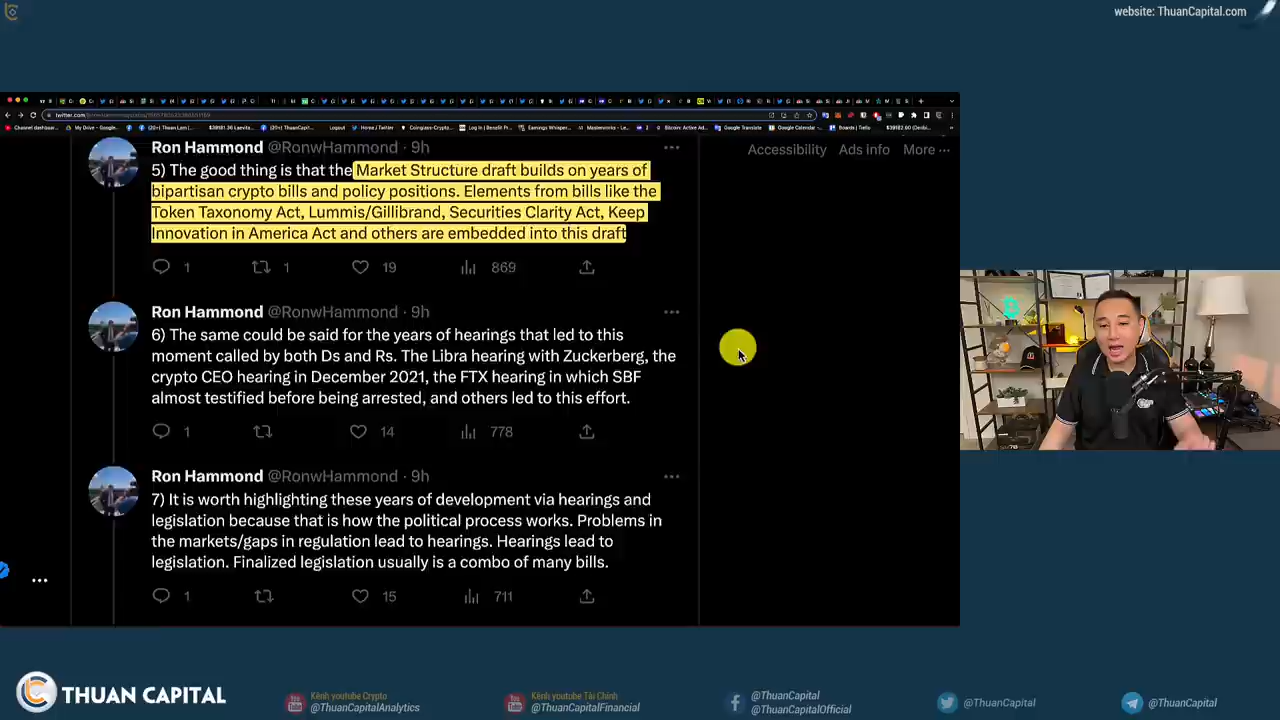 website: ThuanCapital.com
Ron Hammond @RonwHammond · 9h
5) The good thing is that the Market Structure draft builds on years of
bipartisan crypto bills and policy positions. Elements from bills like the
Token Taxonomy Act, Lummis/Gillibrand, Securities Clarity Act, Keep
Innovation in America Act and others are embedded into this draft
1 1 19 869
Accessibility Ads info More ···
Ron Hammond @RonwHammond · 9h
6) The same could be said for the years of hearings that led to this
moment called by both Ds and Rs. The Libra hearing with Zuckerberg, the
crypto CEO hearing in December 2021, the FTX hearing in which SBF
almost testified before being arrested, and others led to this effort.
1 14 778
Ron Hammond @RonwHammond · 9h
7) It is worth highlighting these years of development via hearings and
legislation because that is how the political process works. Problems in
the markets/gaps in regulation lead to hearings. Hearings lead to
legislation. Finalized legislation usually is a combo of many bills.
1 15 711
THUAN CAPITAL
Kênh youtube Crypto
@ThuanCapitalAnalytics
Kênh youtube Tài Chính
@ThuanCapitalFinancial
@ThuanCapital
@ThuanCapitalOfficial
@ThuanCapital
@ThuanCapital